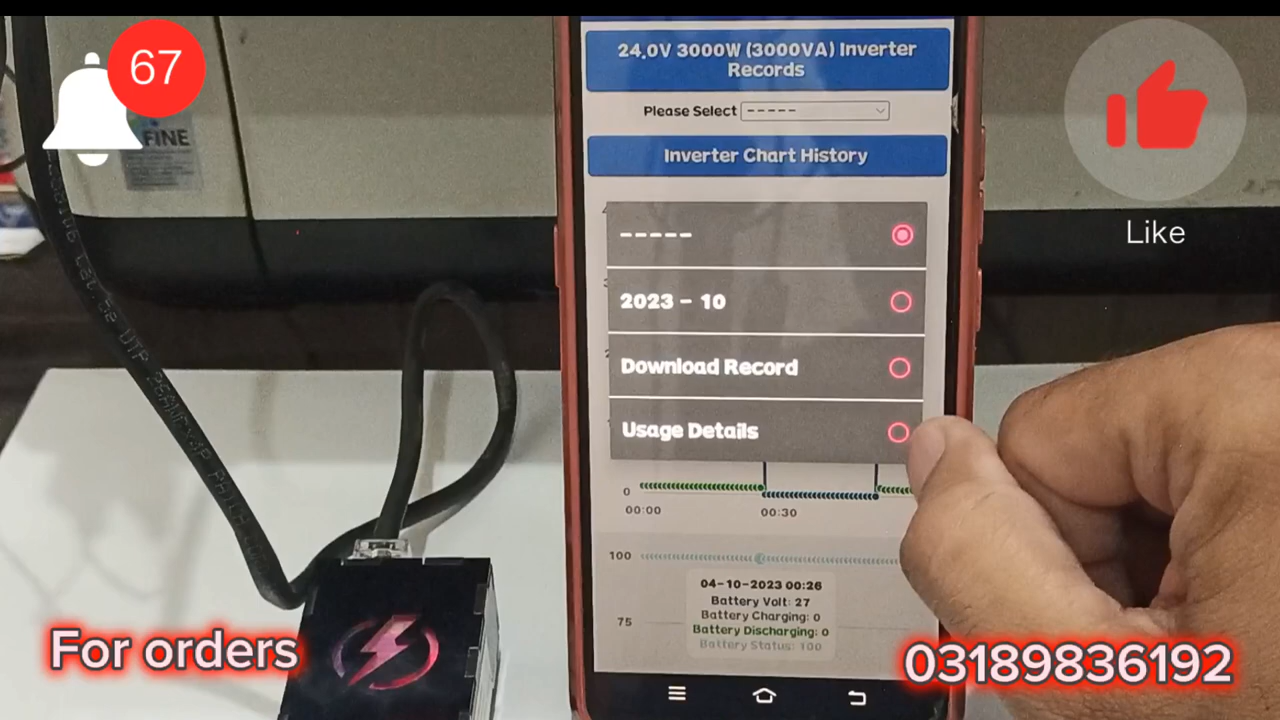 67
FINE
24.0V 3000W (3000VA) Inverter
Records
Please Select -----
Inverter Chart History
-----
2023 - 10
Download Record
Usage Details
Like
0
00:00
00:30
100
75
04-10-2023 00:26
Battery Volt: 27
Battery Charging: 0
Battery Discharging: 0
Battery Status: 100
For orders
03189836192